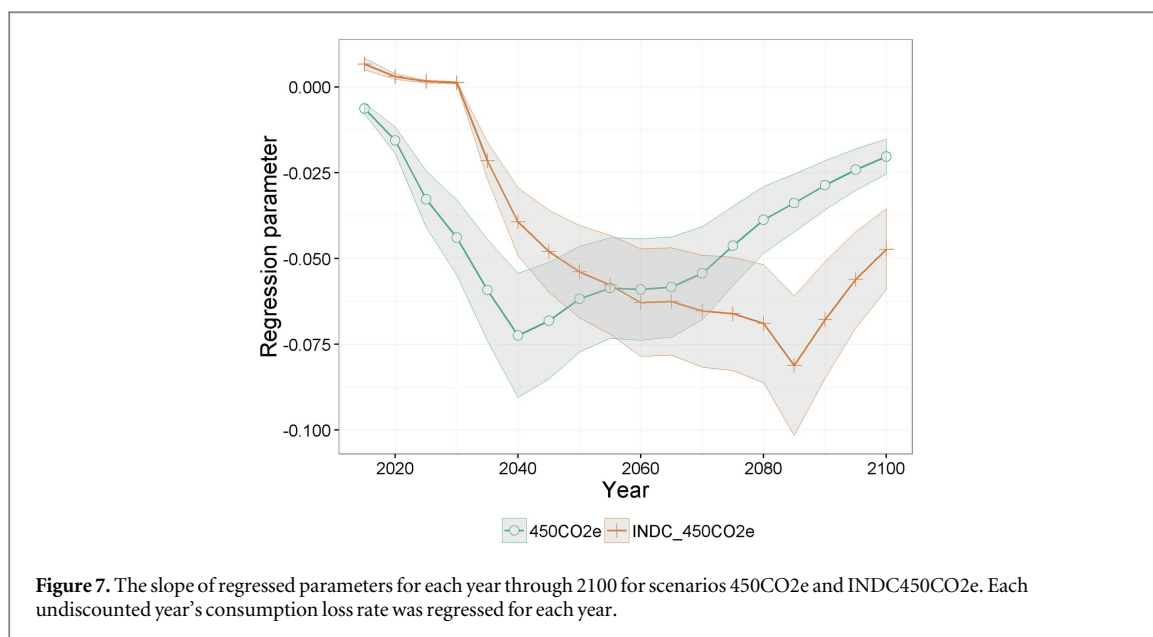 0.000
-0.025
-0.050
-0.075
-0.100
Regression parameter
2020 2040 2060 2080 2100
Year
450CO2e INDC_450CO2e
Figure 7. The slope of regressed parameters for each year through 2100 for scenarios 450CO2e and INDC450CO2e. Each
undiscounted year's consumption loss rate was regressed for each year.